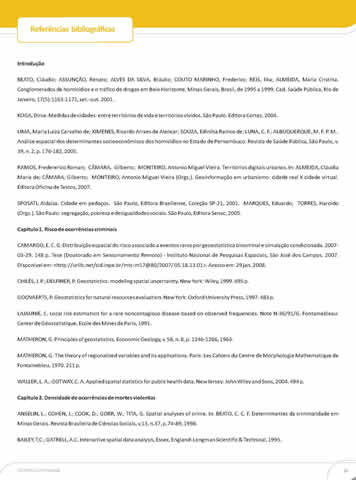 Referências bibliográficas
Introdução
BEATO, Cláudio; ASSUNÇÃO, Renato; ALVES DA SILVA, Bráulio; COUTO MARINHO, Frederico; REIS, Ilka; ALMEIDA, Maria Cristina.
Conglomerados de homicídios e o tráfico de drogas em Belo Horizonte, Minas Gerais, Brasil, de 1995 a 1999. Cad. Saúde Pública, Rio de
Janeiro, 17(5):1163-1171, set.-out. 2001.
KOGA, Dirce. Medidas de cidades: entre territórios de vida e territórios vividos. São Paulo: Editora Cortez, 2003.
LIMA, Maria Luiza Carvalho de; XIMENES, Ricardo Arraes de Alencar; SOUZA, Edinilsa Ramos de; LUNA, C. F.; ALBUQUERQUE, M. F. P. M..
Análise espacial dos determinantes socioeconômicos dos homicídios no Estado de Pernambuco. Revista de Saúde Pública, São Paulo, v.
39, n. 2, p. 176-182, 2005.
RAMOS, Frederico Roman; CÂMARA, Gilberto; MONTEIRO, Antonio Miguel Vieira. Territórios digitais urbanos. In: ALMEIDA, Cláudia
Maria de; CÂMARA, Gilberto; MONTEIRO, Antonio Miguel Vieira (Orgs.). Geoinformação em urbanismo: cidade real X cidade virtual.
Editora Oficina de Textos, 2007.
SPOSATI, Aldaíza. Cidade em pedaços. São Paulo, Editora Brasiliense, Coleção SP-21, 2001. MARQUES, Eduardo; TORRES, Haroldo
(Orgs.). São Paulo: segregação, pobreza e desigualdades sociais. São Paulo, Editora Senac, 2005.
Capítulo 1. Risco de ocorrências criminais
CAMARGO, E. C. G. Distribuição espacial do risco associado a eventos raros por geoestatística binomial e simulação condicionada. 2007-
03-29. 148 p. Tese (Doutorado em Sensoriamento Remoto) - Instituto Nacional de Pesquisas Espaciais, São José dos Campos. 2007.
Disponível em: <http://urlib.net/sid.inpe.br/mtc-m17@80/2007/05.18.13.01>. Acesso em: 29 jan. 2008.
CHILÈS, J. P.; DELFINER, P. Geostatistics: modeling spatial uncertainty. New York: Wiley, 1999. 695 p.
GOOVAERTS, P. Geostatistics for natural resources evaluation. New York: Oxford University Press, 1997. 483 p.
LAJAUNIE, C. Local risk estimation for a rare noncontagious disease based on observed frequencies. Note N-36/91/G. Fontainebleau:
Center de Géostatistique, Ecole des Mines de Paris, 1991.
MATHERON, G. Principles of geostatistics. Economic Geology, v. 58, n. 8, p. 1246-1266, 1963.
MATHERON, G. The theory of regionalized variables and its applications. Paris: Les Cahiers du Centre de Morphologie Mathematique de
Fontainebleu, 1970. 211 p.
WALLER, L. A.; GOTWAY, C. A. Applied spatial statistics for public health data. New Jersey: John Wiley and Sons, 2004. 494 p.
Capítulo 2. Densidade de ocorrências de mortes violentas
ANSELIN, L.; COHEN, J.; COOK, D.; GORR, W.; TITA, G. Spatial analyses of crime. In: BEATO, C. C. F. Determinantes da criminalidade em
Minas Gerais. Revista Brasileira de Ciências Sociais, v.13, n.37, p.74-89, 1998.
BAILEY, T.C.; GATRELL, A.C. Interactive spatial data analysis. Essex, England: Longman Scientific & Technical, 1995.